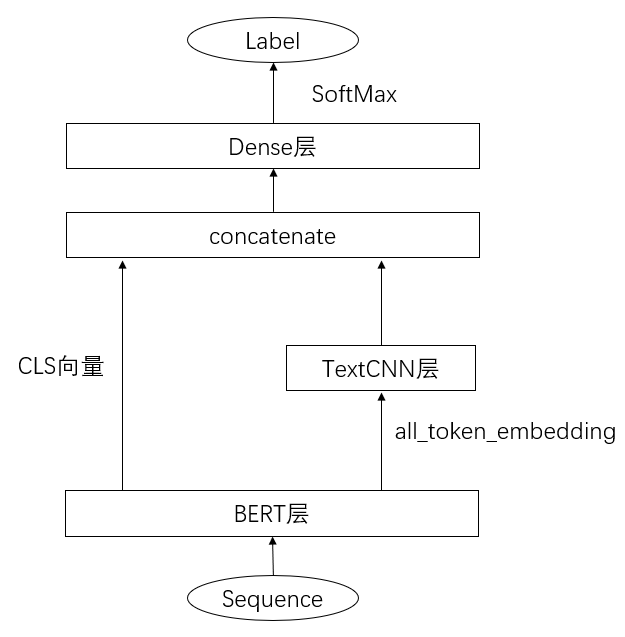 Label
SoftMax
Dense层
concatenate
CLS向量
TextCNN层
all_token_embedding
BERT层
Sequence